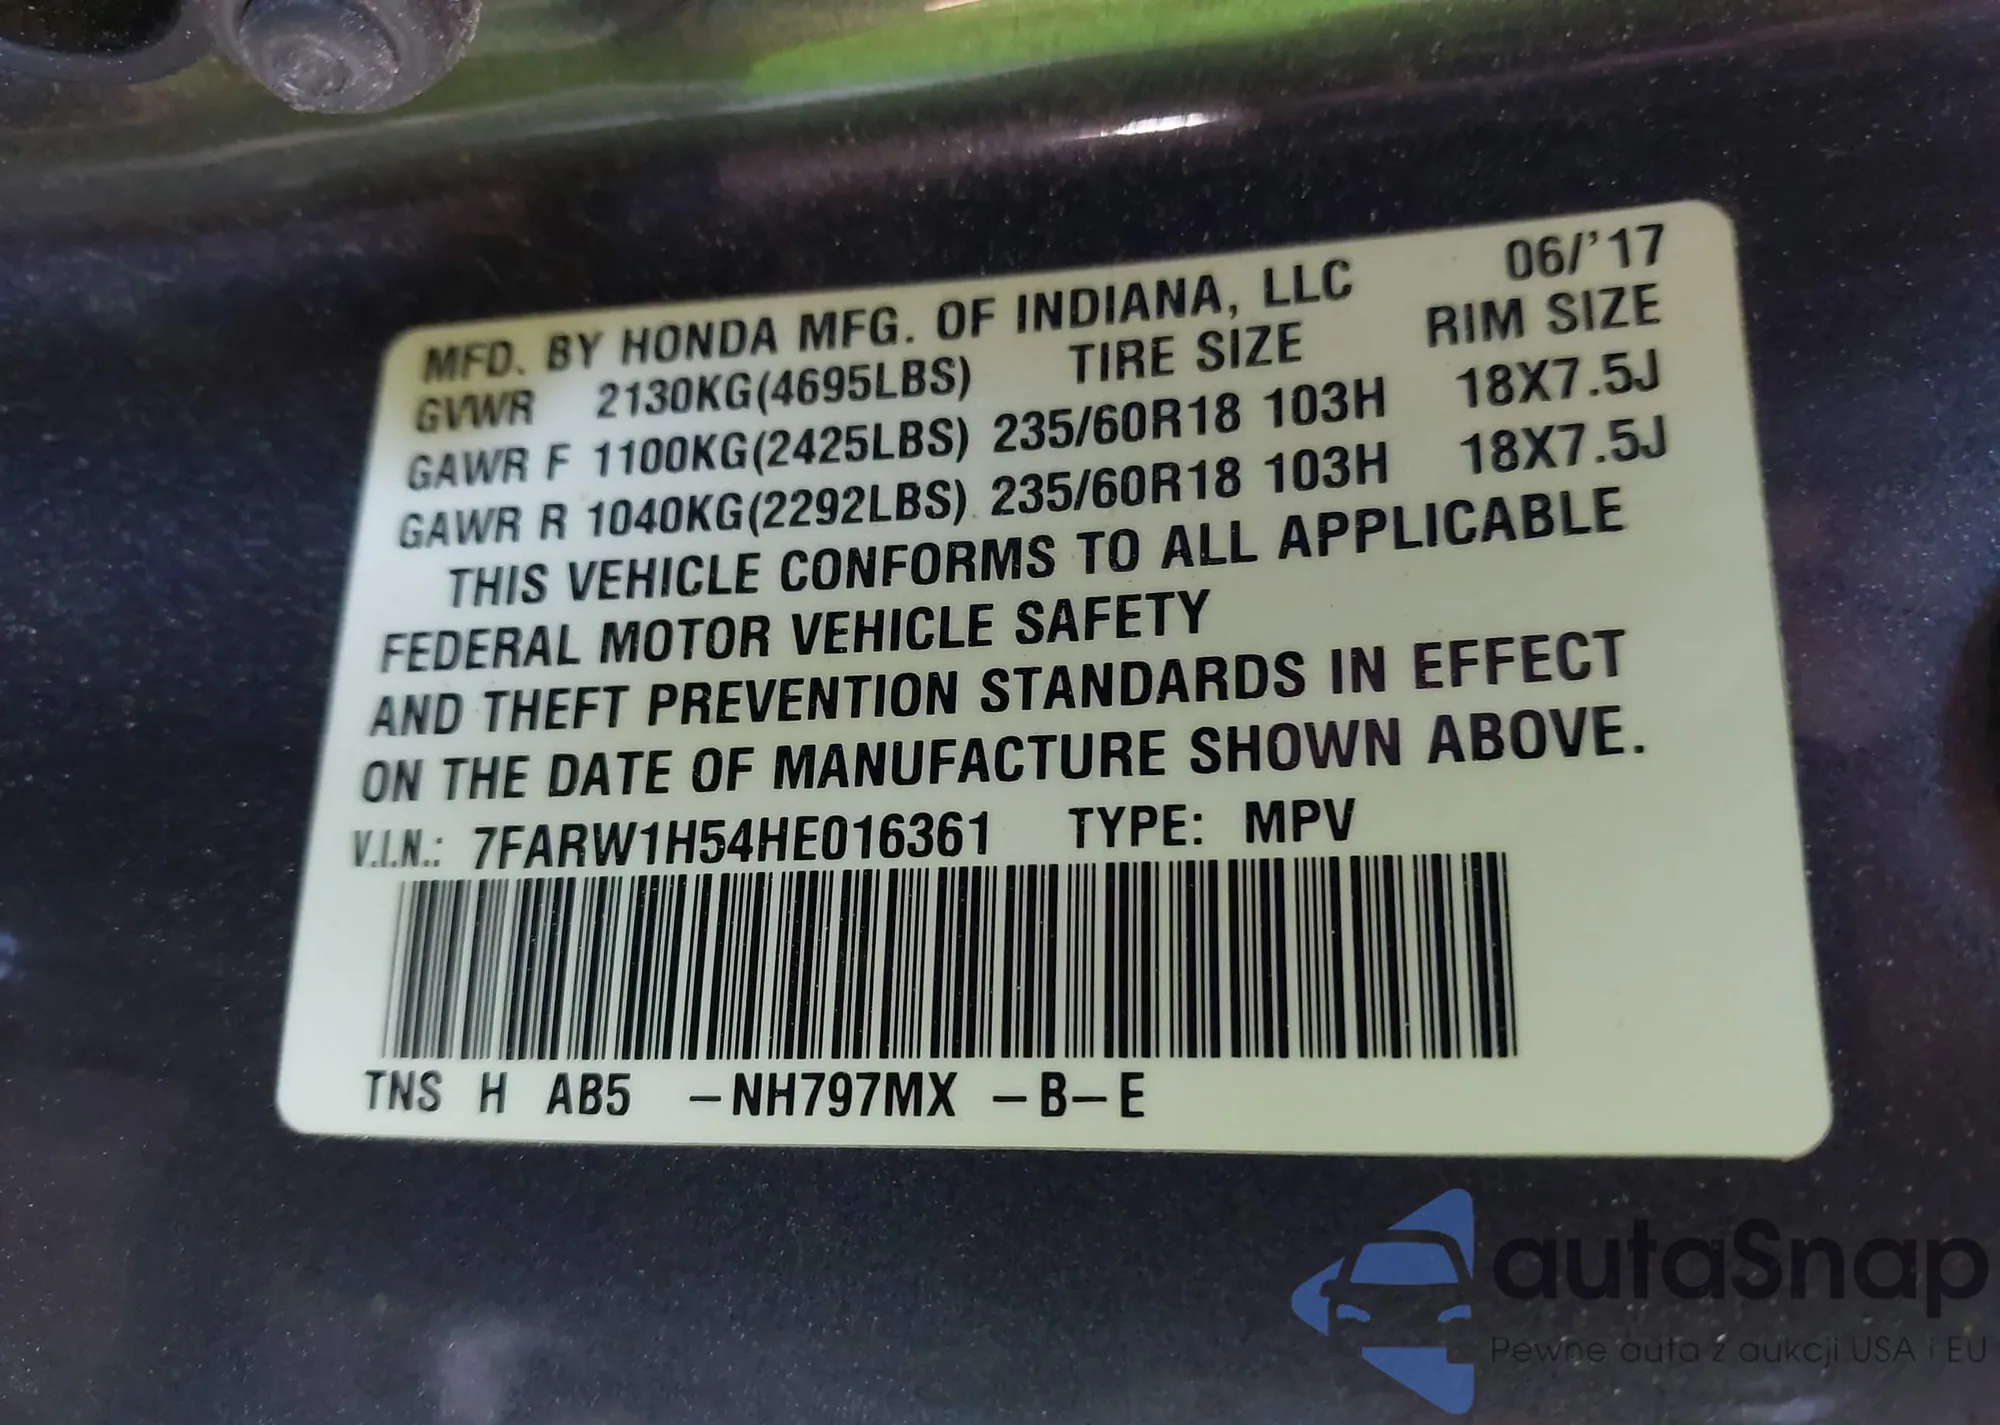 MFD. BY HONDA MFG. OF INDIANA, LLC 06/'17
GVWR 2130KG(4695LBS) TIRE SIZE RIM SIZE
GAWR F 1100KG(2425LBS) 235/60R18 103H 18X7.5J
GAWR R 1040KG(2292LBS) 235/60R18 103H 18X7.5J
THIS VEHICLE CONFORMS TO ALL APPLICABLE
FEDERAL MOTOR VEHICLE SAFETY
AND THEFT PREVENTION STANDARDS IN EFFECT
ON THE DATE OF MANUFACTURE SHOWN ABOVE.
V.I.N.: 7FARW1H54HE016361 TYPE: MPV
TNS H AB5 –NH797MX –B–E
autaSnap
Pewne auta z aukcji USA i EU